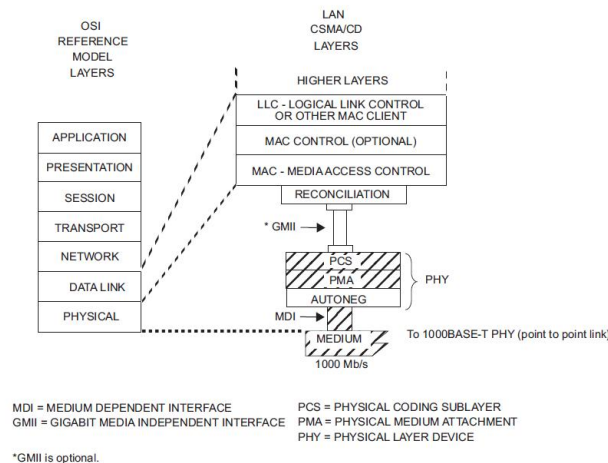 OSI
REFERENCE
MODEL
LAYERS
APPLICATION
PRESENTATION
SESSION
TRANSPORT
NETWORK
DATA LINK
PHYSICAL
LAN
CSMA/CD
LAYERS
HIGHER LAYERS
LLC - LOGICAL LINK CONTROL
OR OTHER MAC CLIENT
MAC CONTROL (OPTIONAL)
MAC - MEDIA ACCESS CONTROL
RECONCILIATION
* GMII
PCS
PMA
AUTONEG
PHY
MDI
MEDIUM
1000 Mb/s
To 1000BASE-T PHY (point to point link)
MDI = MEDIUM DEPENDENT INTERFACE
GMII = GIGABIT MEDIA INDEPENDENT INTERFACE
PCS = PHYSICAL CODING SUBLAYER
PMA = PHYSICAL MEDIUM ATTACHMENT
PHY = PHYSICAL LAYER DEVICE
*GMII is optional.